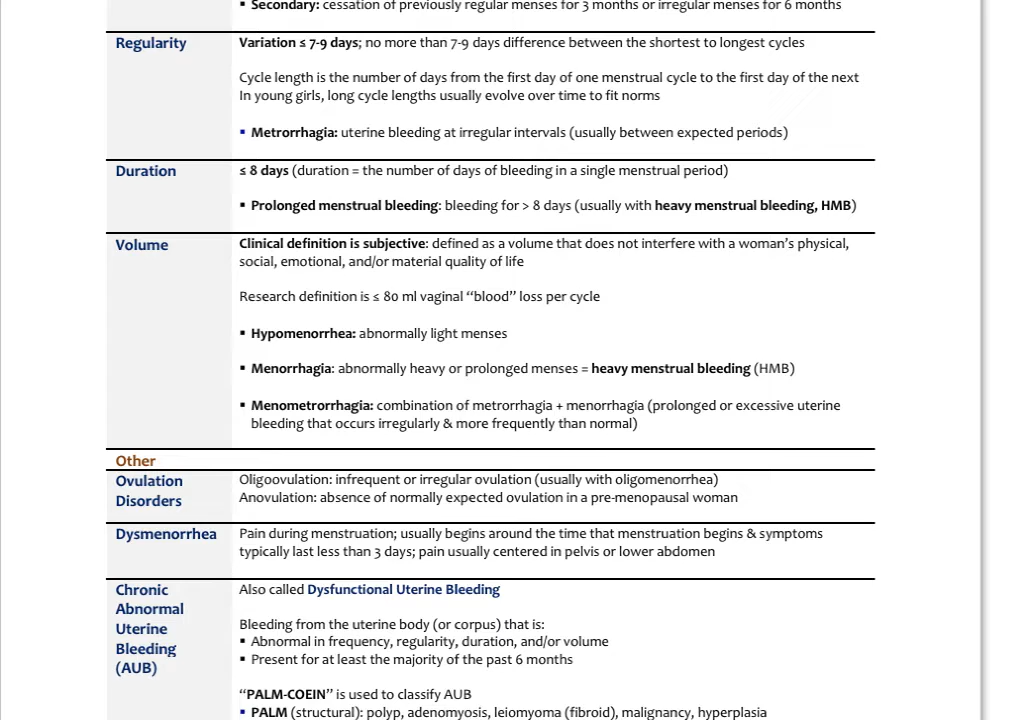 ▪ Secondary: cessation of previously regular menses for 3 months or irregular menses for 6 months
Regularity
Variation ≤ 7-9 days; no more than 7-9 days difference between the shortest to longest cycles
Cycle length is the number of days from the first day of one menstrual cycle to the first day of the next
In young girls, long cycle lengths usually evolve over time to fit norms
▪ Metrorrhagia: uterine bleeding at irregular intervals (usually between expected periods)
Duration
≤ 8 days (duration = the number of days of bleeding in a single menstrual period)
▪ Prolonged menstrual bleeding: bleeding for > 8 days (usually with heavy menstrual bleeding, HMB)
Volume
Clinical definition is subjective: defined as a volume that does not interfere with a woman's physical,
social, emotional, and/or material quality of life
Research definition is ≤ 80 ml vaginal "blood" loss per cycle
▪ Hypomenorrhea: abnormally light menses
▪ Menorrhagia: abnormally heavy or prolonged menses = heavy menstrual bleeding (HMB)
▪ Menometrorrhagia: combination of metrorrhagia + menorrhagia (prolonged or excessive uterine
bleeding that occurs irregularly & more frequently than normal)
Other
Ovulation
Disorders
Oligoovulation: infrequent or irregular ovulation (usually with oligomenorrhea)
Anovulation: absence of normally expected ovulation in a pre-menopausal woman
Dysmenorrhea
Pain during menstruation; usually begins around the time that menstruation begins & symptoms
typically last less than 3 days; pain usually centered in pelvis or lower abdomen
Chronic
Abnormal
Uterine
Bleeding
(AUB)
Also called Dysfunctional Uterine Bleeding
Bleeding from the uterine body (or corpus) that is:
▪ Abnormal in frequency, regularity, duration, and/or volume
▪ Present for at least the majority of the past 6 months
"PALM-COEIN" is used to classify AUB
▪ PALM (structural): polyp, adenomyosis, leiomyoma (fibroid), malignancy, hyperplasia